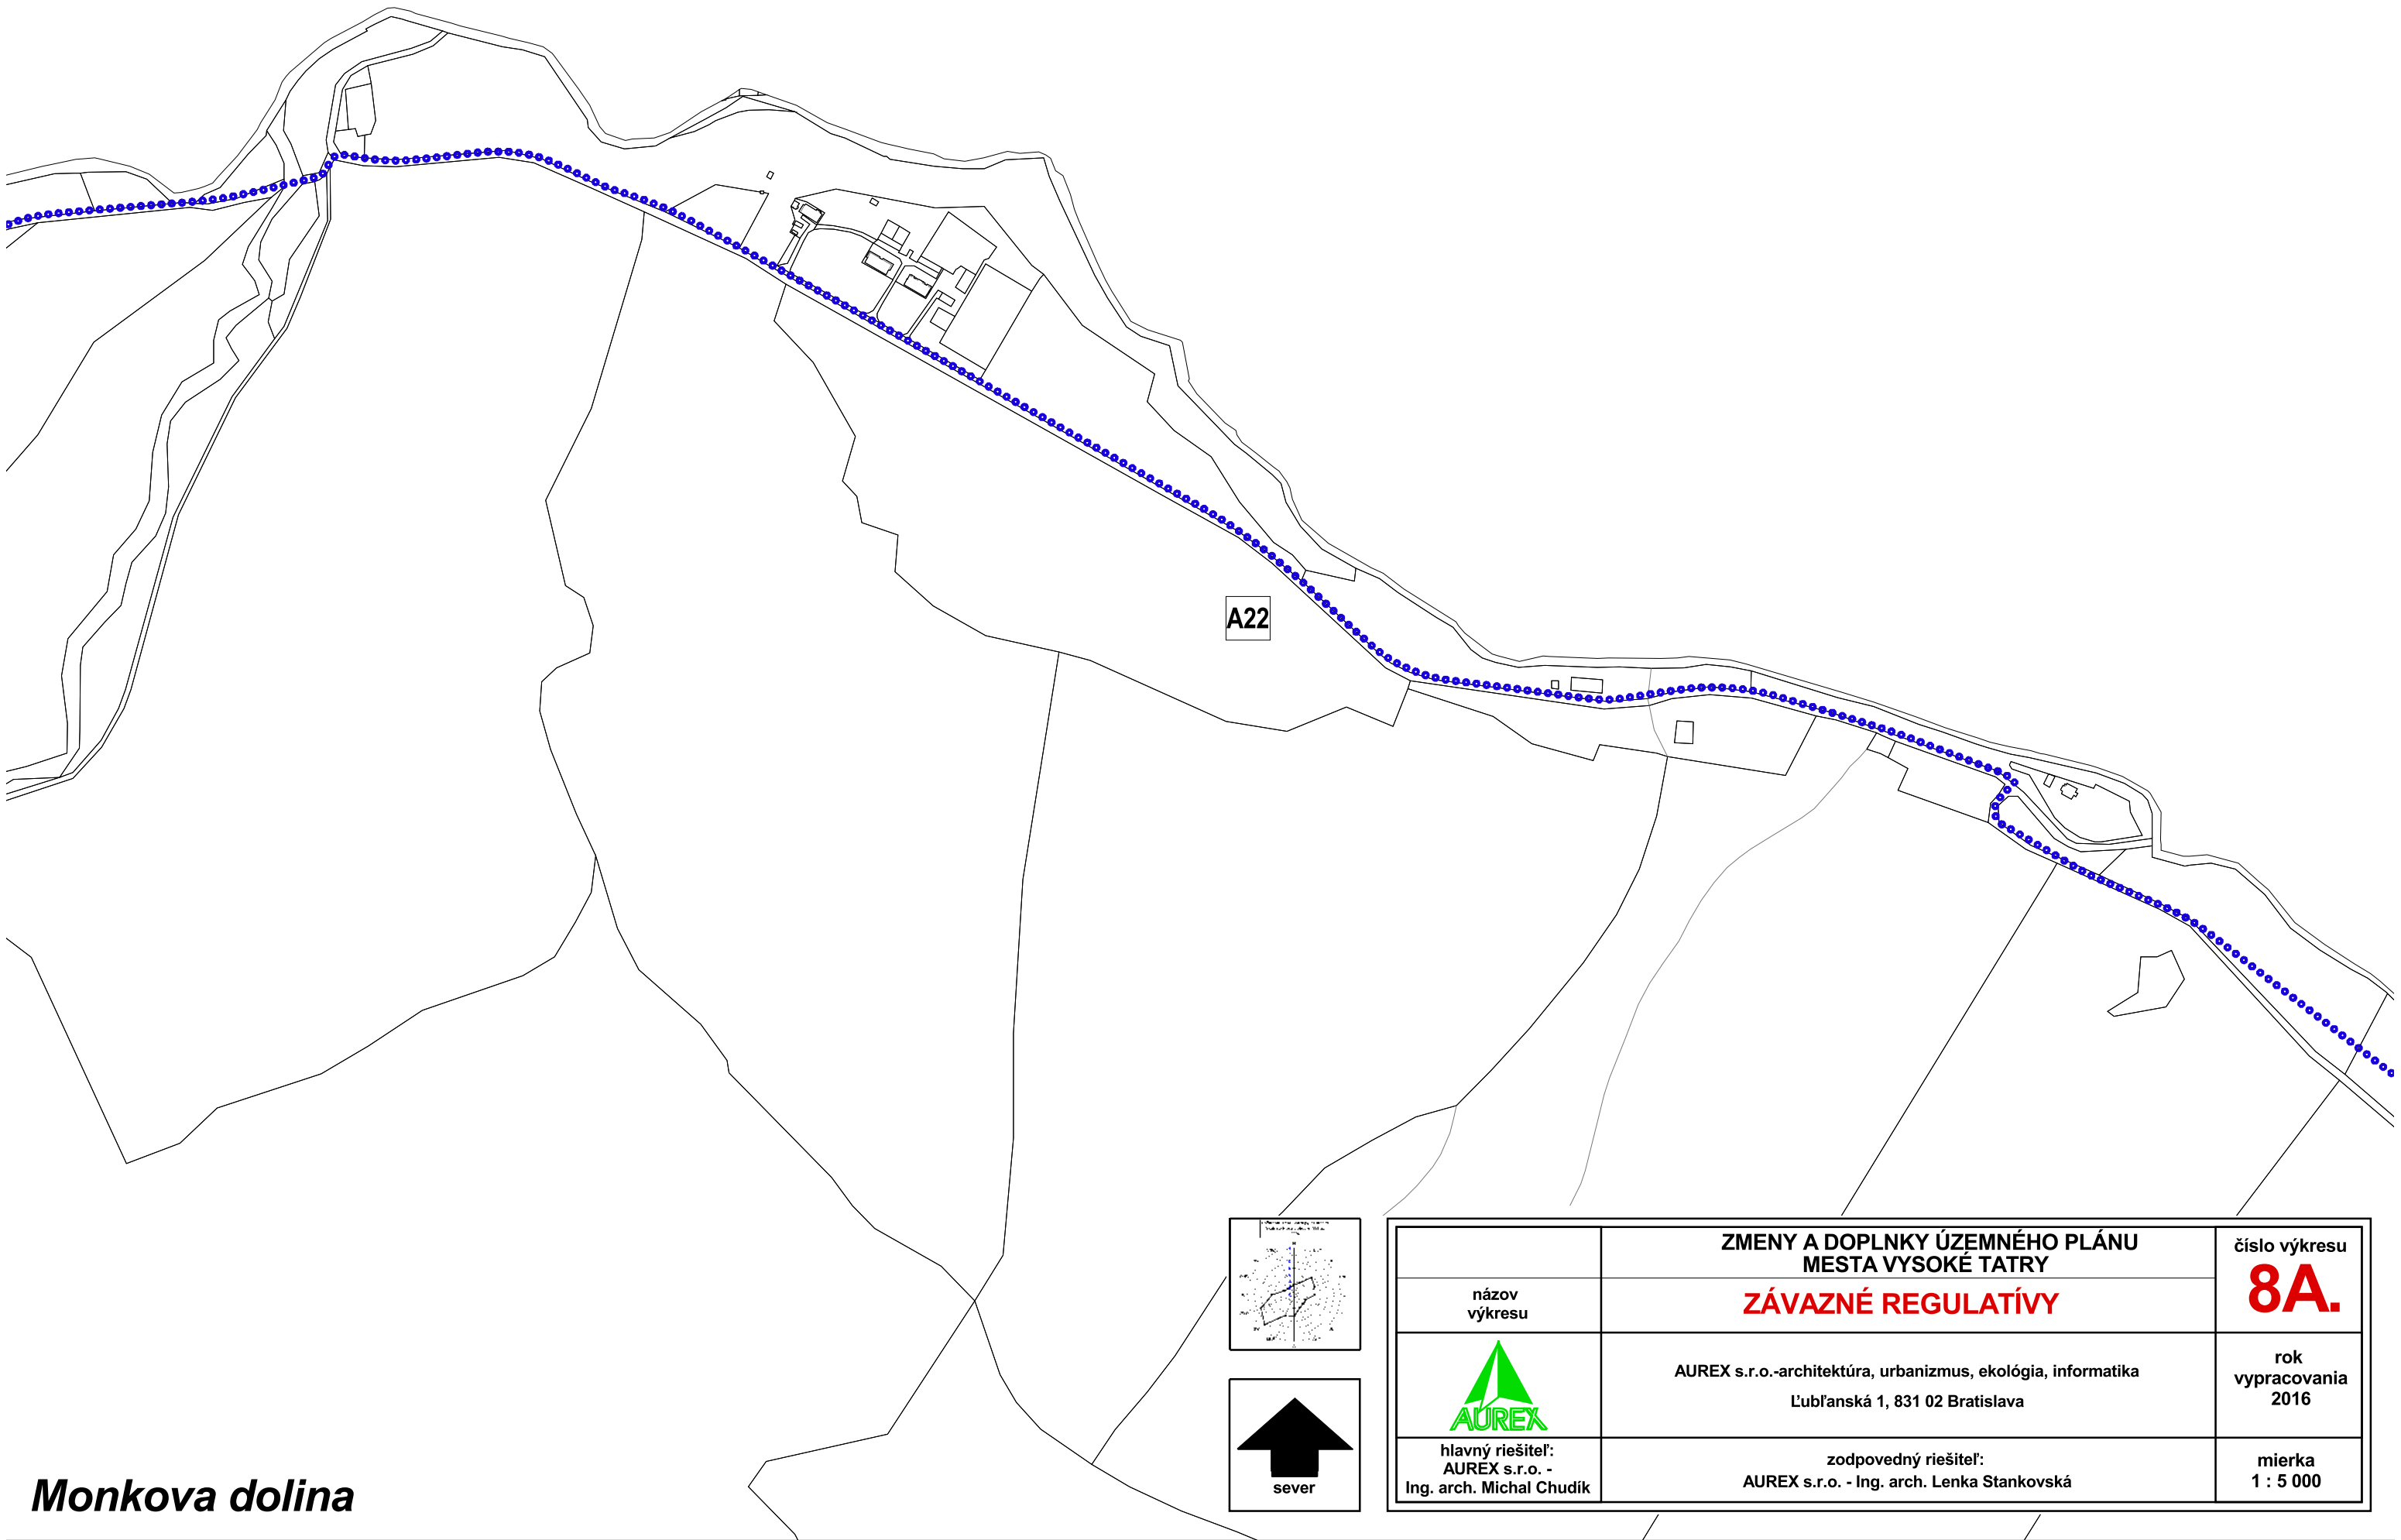 A22
ZMENY A DOPLNKY ÚZEMNÉHO PLÁNU
MESTA VYSOKÉ TATRY
číslo výkresu
8A.
názov
výkresu
ZÁVAZNÉ REGULATÍVY
AUREX
AUREX s.r.o.-architektúra, urbanizmus, ekológia, informatika
Ľubľanská 1, 831 02 Bratislava
rok
vypracovania
2016
hlavný riešiteľ:
AUREX s.r.o. -
Ing. arch. Michal Chudík
zodpovedný riešiteľ:
AUREX s.r.o. - Ing. arch. Lenka Stankovská
mierka
1 : 5 000
sever
Monkova dolina